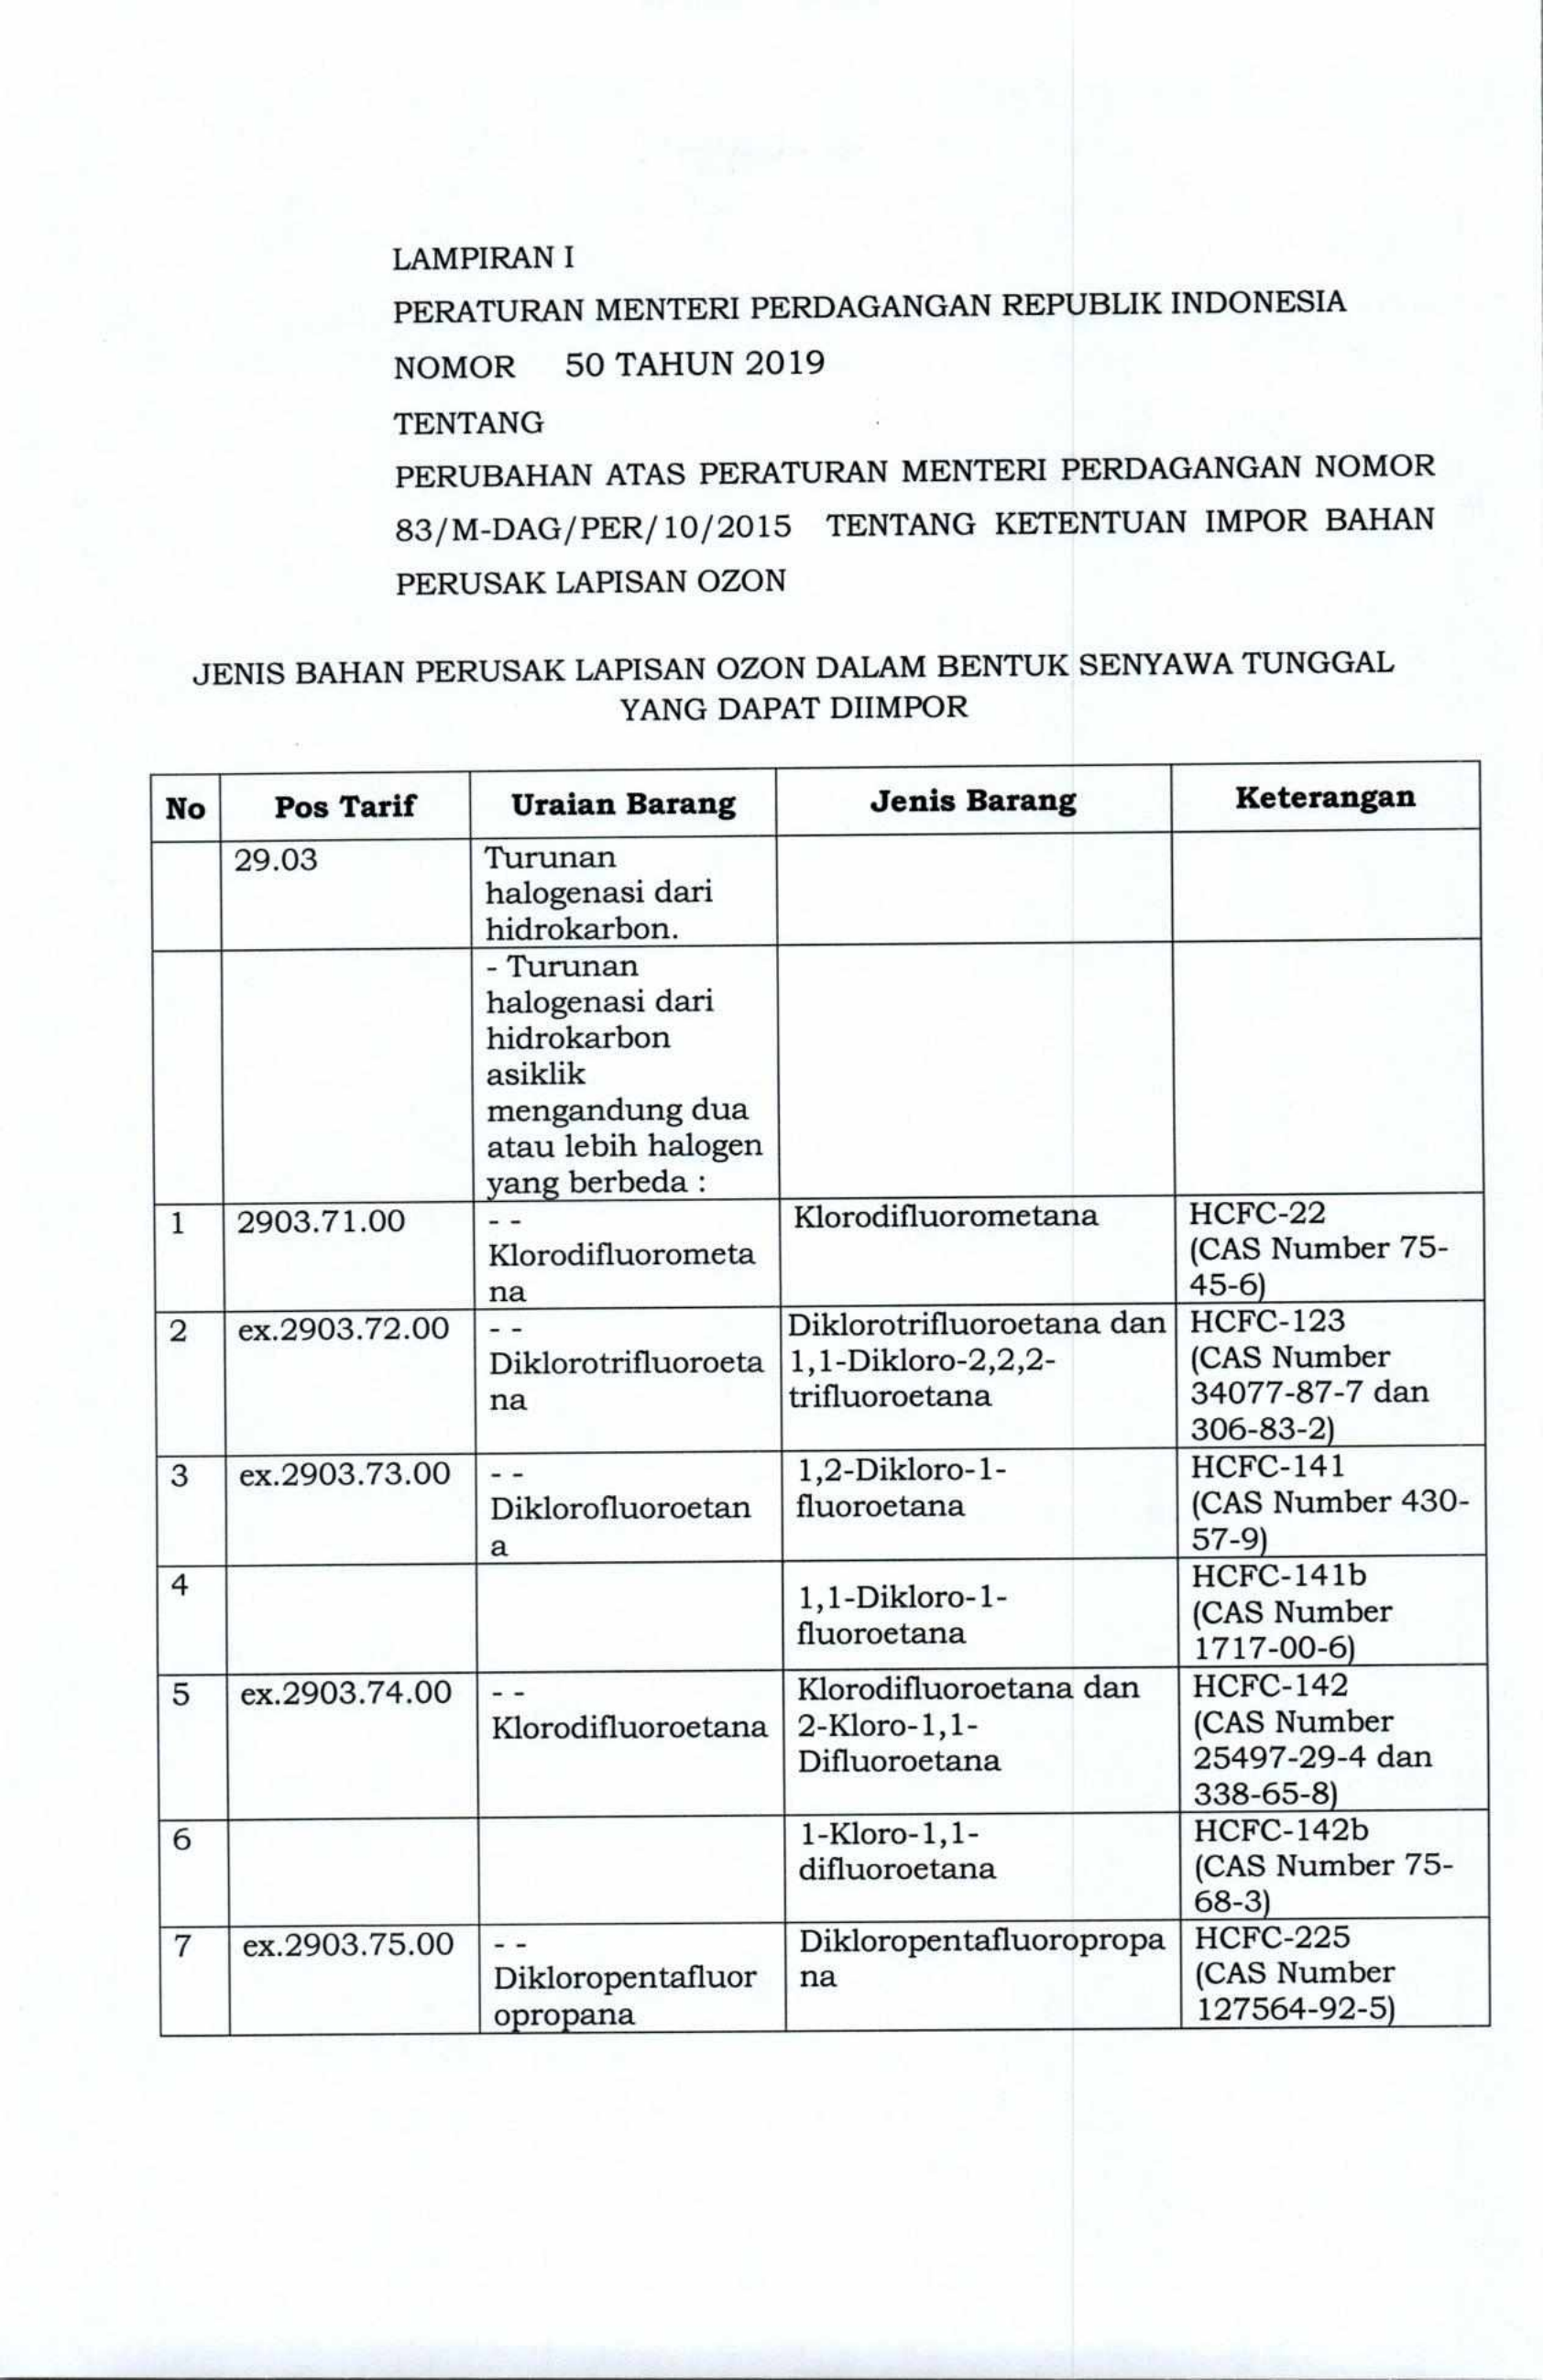 LAMPIRAN I
PERATURAN MENTERI PERDAGANGAN REPUBLIK INDONESIA
NOMOR 50 TAHUN 2019
TENTANG
PERUBAHAN ATAS PERATURAN MENTERI PERDAGANGAN NOMOR
83/M-DAG/PER/10/2015 TENTANG KETENTUAN IMPOR BAHAN
PERUSAK LAPISAN OZON
JENIS BAHAN PERUSAK LAPISAN OZON DALAM BENTUK SENYAWA TUNGGAL
YANG DAPAT DIIMPOR
No Pos Tarif Uraian Barang Jenis Barang Keterangan
29.03 Turunan
halogenasi dari
hidrokarbon.
- Turunan
halogenasi dari
hidrokarbon
asiklik
mengandung dua
atau lebih halogen
yang berbeda :
1 2903.71.00 - - Klorodifluorometana HCFC-22
Klorodifluorometa (CAS Number 75-
na 45-6)
2 ex.2903.72.00 - - Diklorotrifluoroetana dan HCFC-123
Diklorotrifluoroeta 1,1-Dikloro-2,2,2- (CAS Number
na trifluoroetana 34077-87-7 dan
306-83-2)
3 ex.2903.73.00 - - 1,2-Dikloro-1- HCFC-141
Diklorofluoroetan fluoroetana (CAS Number 430-
a 57-9)
4 1,1-Dikloro-1- HCFC-141b
fluoroetana (CAS Number
1717-00-6)
5 ex.2903.74.00 - - Klorodifluoroetana dan HCFC-142
Klorodifluoroetana 2-Kloro-1,1- (CAS Number
Difluoroetana 25497-29-4 dan
338-65-8)
6 1-Kloro-1,1- HCFC-142b
difluoroetana (CAS Number 75-
68-3)
7 ex.2903.75.00 - - Dikloropentafluoropropa HCFC-225
Dikloropentafluor na (CAS Number
opropana 127564-92-5)